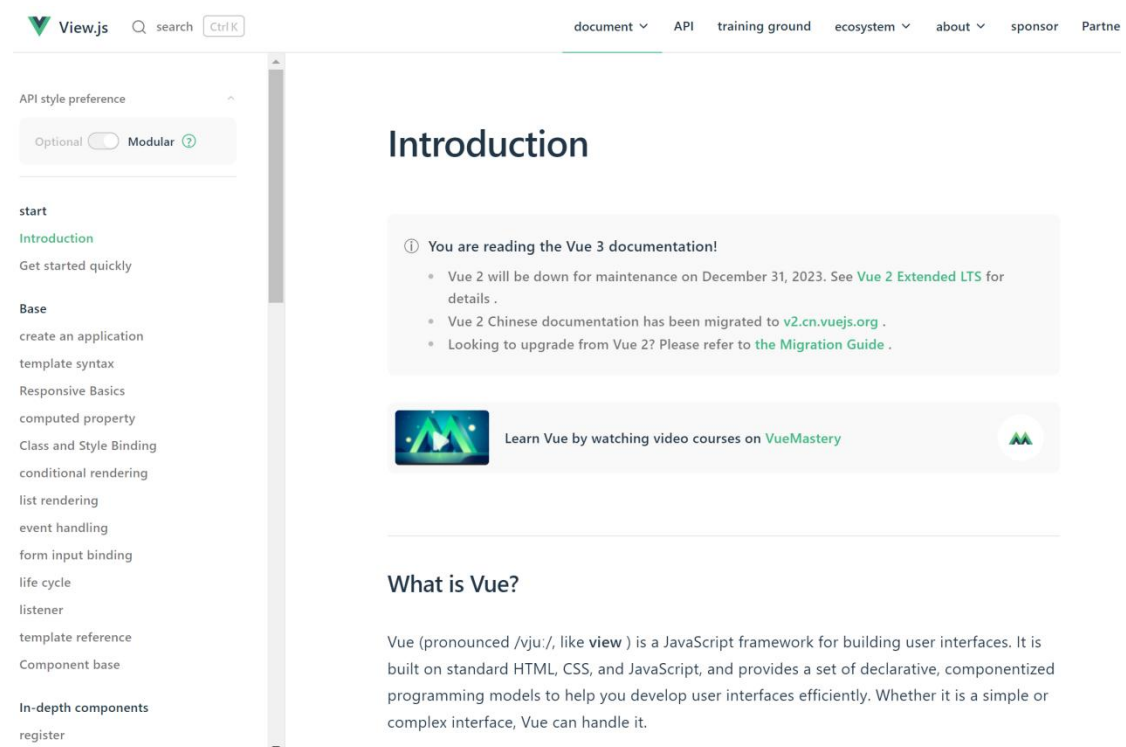 View.js search Ctrl K document API training ground ecosystem about sponsor Partne
API style preference
Optional Modular ?
start
Introduction
Get started quickly
Base
create an application
template syntax
Responsive Basics
computed property
Class and Style Binding
conditional rendering
list rendering
event handling
form input binding
life cycle
listener
template reference
Component base
In-depth components
register
Introduction
You are reading the Vue 3 documentation!
Vue 2 will be down for maintenance on December 31, 2023. See Vue 2 Extended LTS for
details .
Vue 2 Chinese documentation has been migrated to v2.cn.vuejs.org .
Looking to upgrade from Vue 2? Please refer to the Migration Guide .
Learn Vue by watching video courses on VueMastery
What is Vue?
Vue (pronounced /vjuː/, like view ) is a JavaScript framework for building user interfaces. It is
built on standard HTML, CSS, and JavaScript, and provides a set of declarative, componentized
programming models to help you develop user interfaces efficiently. Whether it is a simple or
complex interface, Vue can handle it.